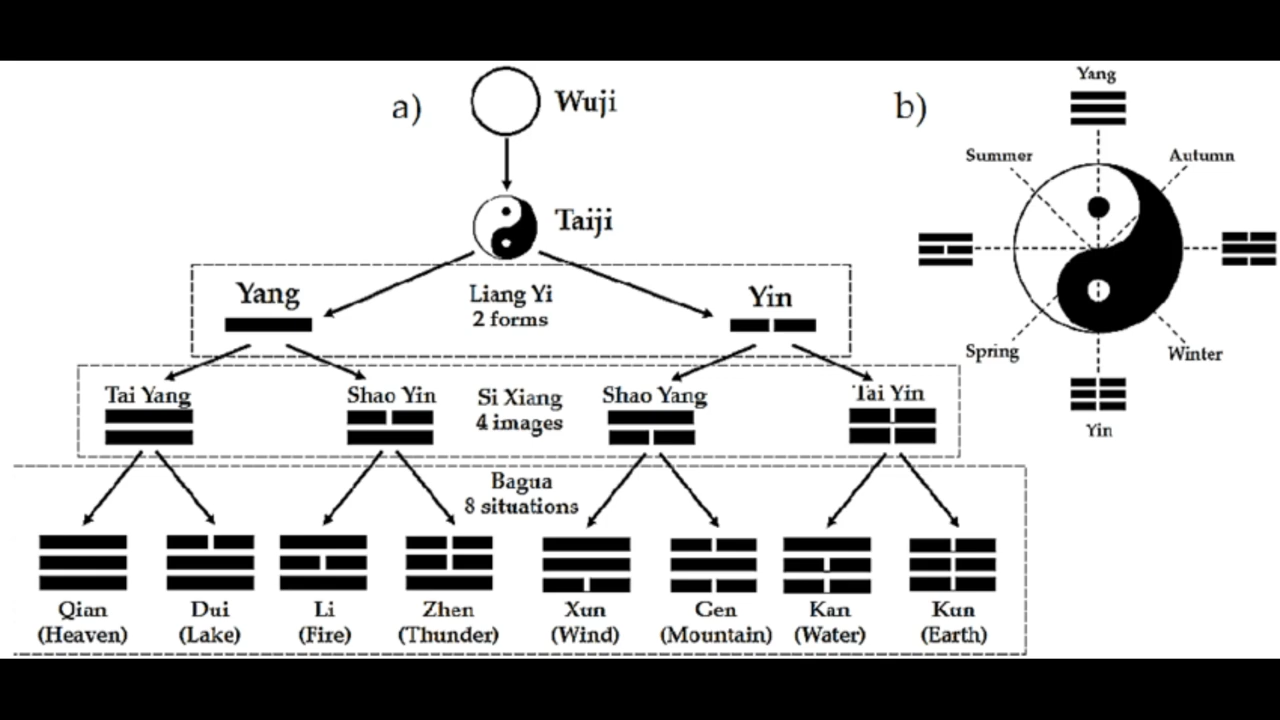 a)
Wuji
Taiji
Yang
Liang Yi
2 forms
Yin
Tai Yang
Shao Yin
Si Xiang
4 images
Shao Yang
Tai Yin
Bagua
8 situations
Qian
(Heaven)
Dui
(Lake)
Li
(Fire)
Zhen
(Thunder)
Xun
(Wind)
Gen
(Mountain)
Kan
(Water)
Kun
(Earth)
b)
Yang
Summer
Autumn
Spring
Winter
Yin